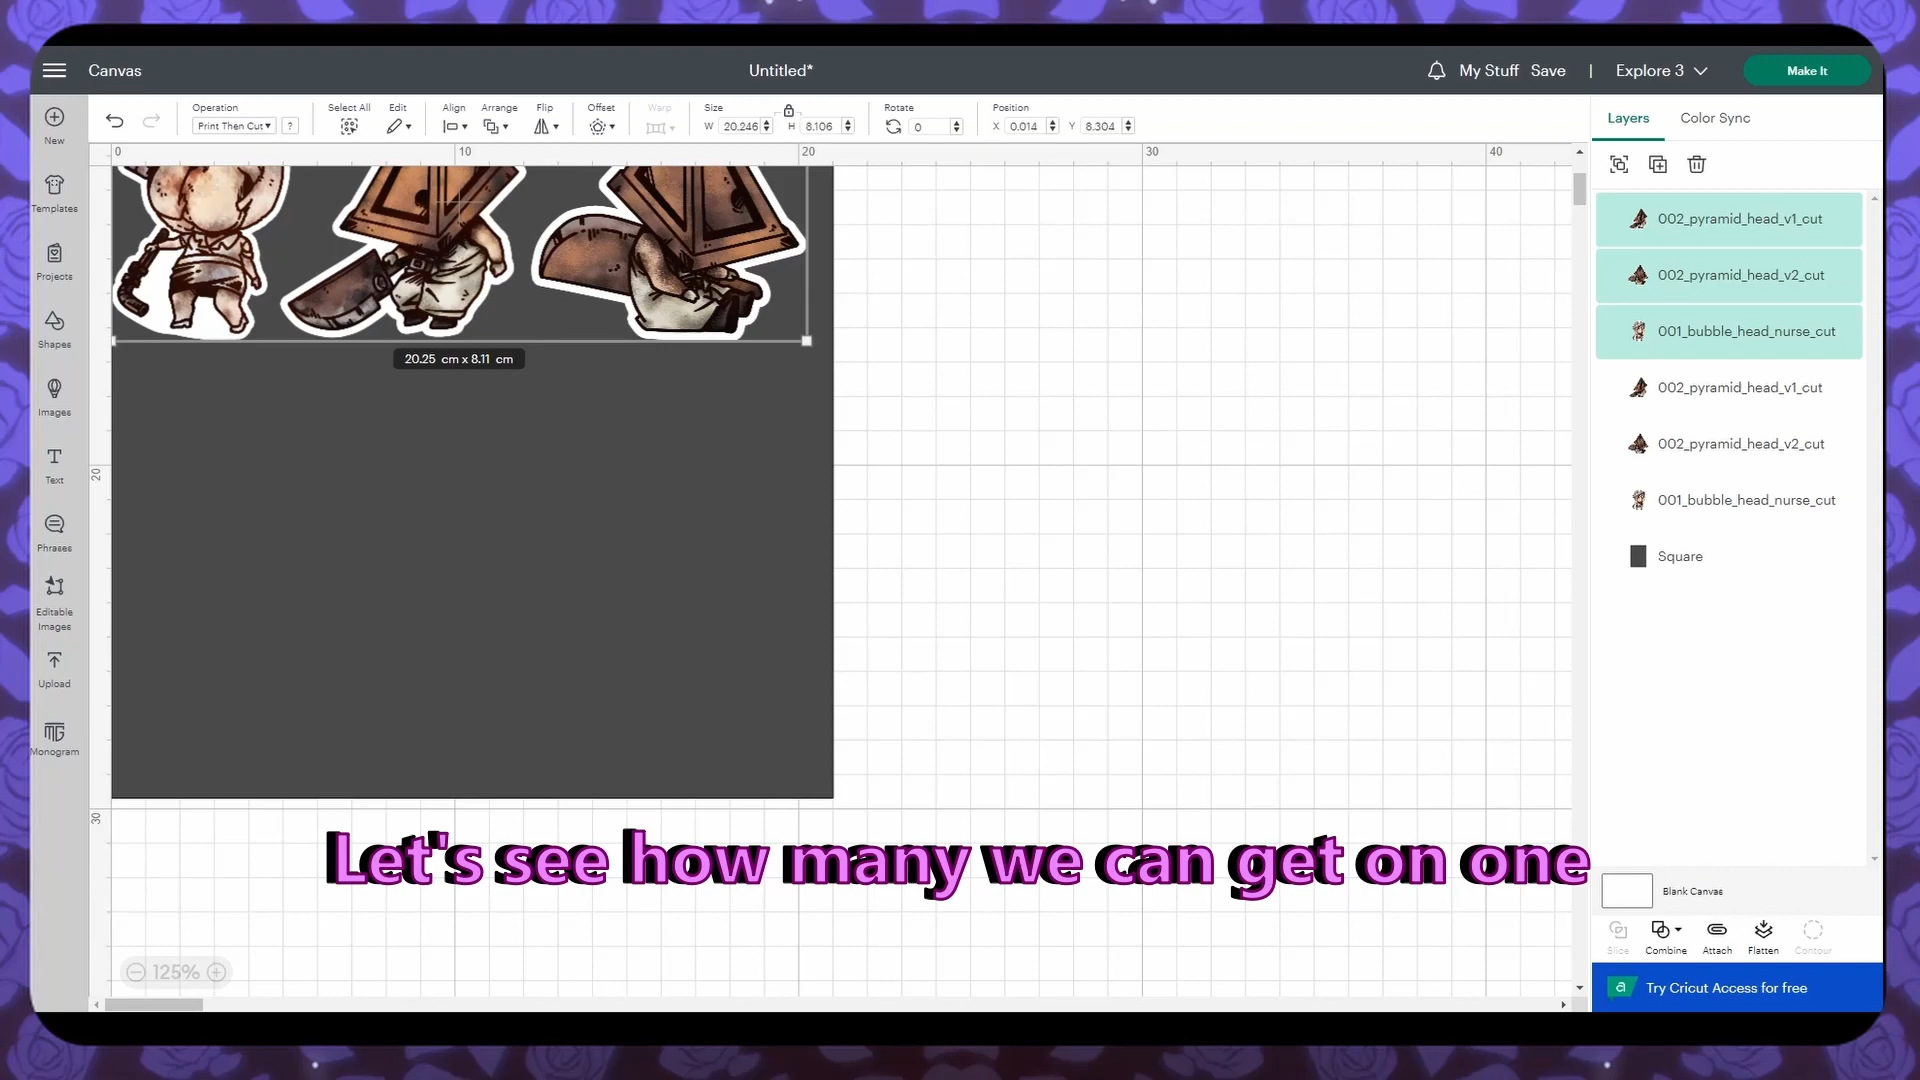 Canvas
Untitled*
My Stuff
Save
|
Explore 3
Make It
New
Templates
Projects
Shapes
Images
Text
Phrases
Editable
Images
Upload
Monogram
Operation
Print Then Cut
?
Select All
Edit
Align
Arrange
Flip
Offset
Warp
Size
W 20.246
H 8.106
Rotate
0
Position
X 0.014
Y 8.304
0
10
20
30
40
20
30
20.25 cm x 8.11 cm
Let's see how many we can get on one
125%
Layers
Color Sync
002_pyramid_head_v1_cut
002_pyramid_head_v2_cut
001_bubble_head_nurse_cut
002_pyramid_head_v1_cut
002_pyramid_head_v2_cut
001_bubble_head_nurse_cut
Square
Blank Canvas
Slice
Combine
Attach
Flatten
Contour
a
Try Cricut Access for free